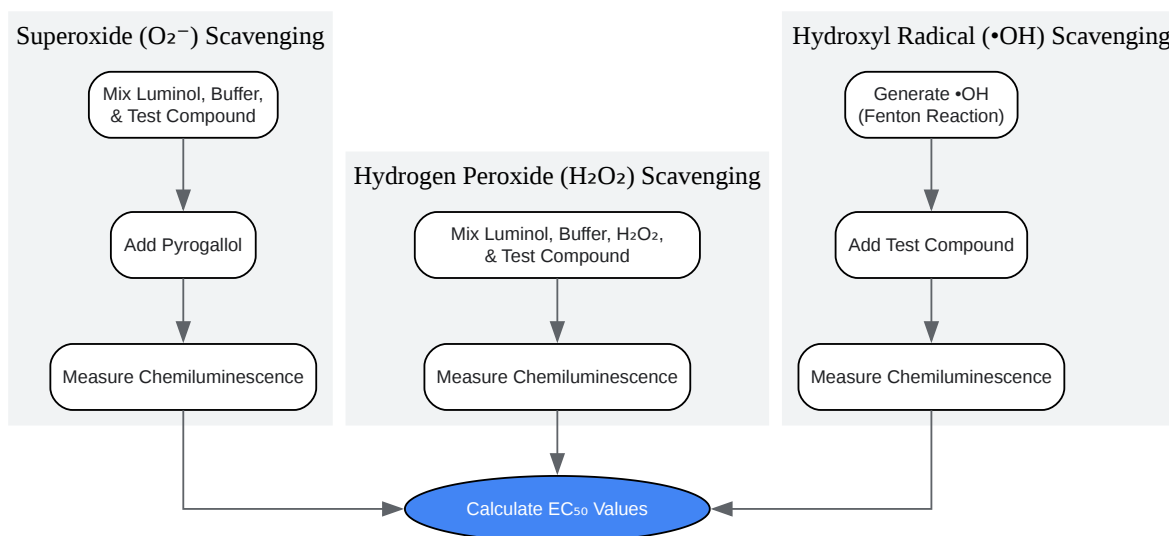 Superoxide (O₂⁻) Scavenging
Mix Luminol, Buffer,
& Test Compound
Add Pyrogallol
Measure Chemiluminescence
Hydrogen Peroxide (H₂O₂) Scavenging
Mix Luminol, Buffer, H₂O₂,
& Test Compound
Measure Chemiluminescence
Hydroxyl Radical (•OH) Scavenging
Generate •OH
(Fenton Reaction)
Add Test Compound
Measure Chemiluminescence
Calculate EC₅₀ Values